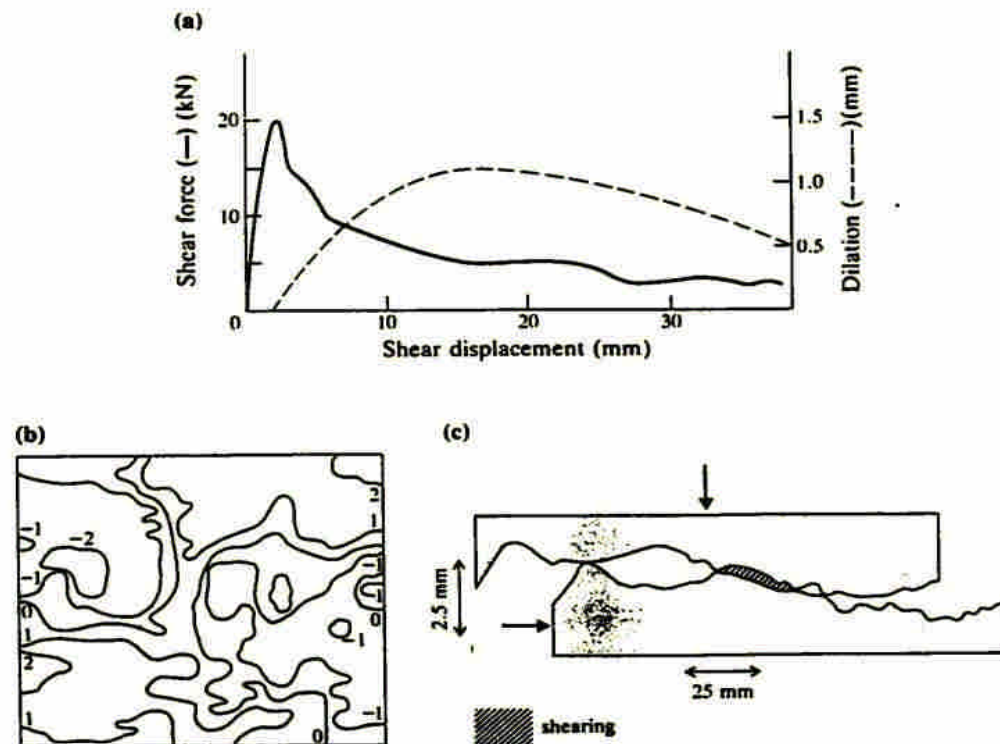 (a)
Shear force (—) (kN)
20
10
0
10
20
30
Shear displacement (mm)
1.5
1.0
0.5
Dilation (-----) (mm)
(b)
-1
-2
-1
0
1
2
1
2
1
-1
-1
0
-1
-1
0
(c)
2.5 mm
25 mm
shearing